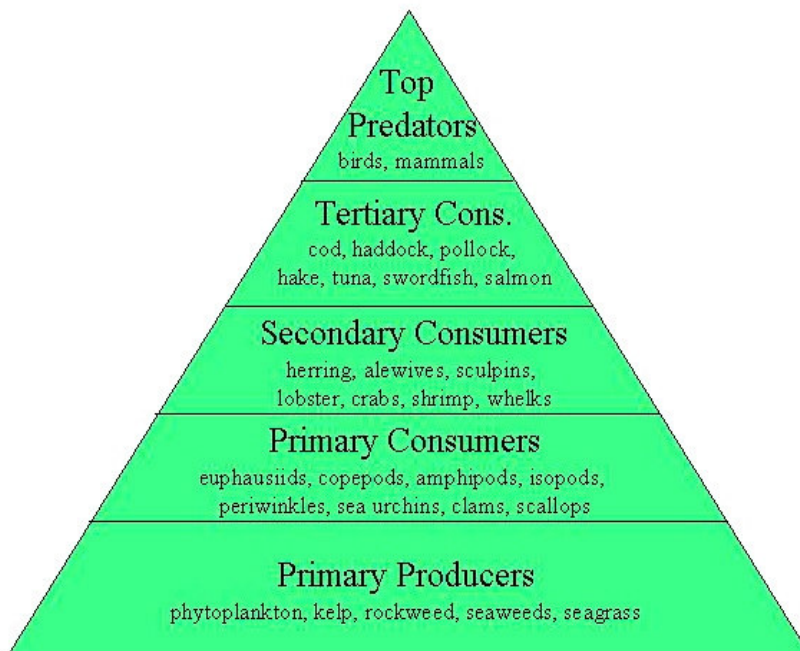 Top
Predators
birds, mammals
Tertiary Cons.
cod, haddock, pollock,
hake, tuna, swordfish, salmon
Secondary Consumers
herring, alewives, sculpins,
lobster, crabs, shrimp, whelks
Primary Consumers
euphausiids, copepods, amphipods, isopods,
periwinkles, sea urchins, clams, scallops
Primary Producers
phytoplankton, kelp, rockweed, seaweeds, seagrass